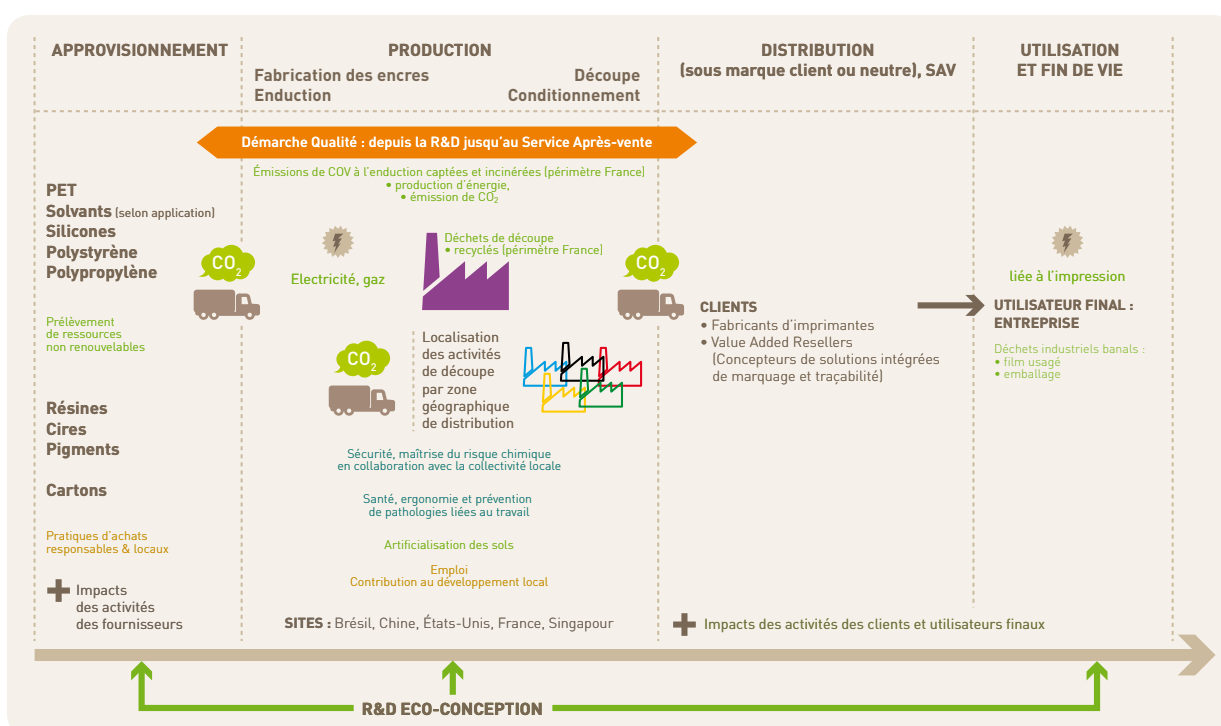 APPROVISIONNEMENT
PRODUCTION
Fabrication des encres
Enduction
Découpe
Conditionnement
DISTRIBUTION
(sous marque client ou neutre), SAV
UTILISATION
ET FIN DE VIE
Démarche Qualité : depuis la R&D jusqu'au Service Après-vente
PET
Solvants (selon application)
Silicones
Polystyrène
Polypropylène
CO2
Prélèvement
de ressources
non renouvelables
Résines
Cires
Pigments
Cartons
Pratiques d'achats
responsables & locaux
Impacts
des activités
des fournisseurs
Émissions de COV à l'enduction captées et incinérées (périmètre France)
• production d'énergie,
• émission de CO2
Electricité, gaz
Déchets de découpe
• recyclés (périmètre France)
CO2
CO2
Localisation
des activités
de découpe
par zone
géographique
de distribution
Sécurité, maîtrise du risque chimique
en collaboration avec la collectivité locale
Santé, ergonomie et prévention
de pathologies liées au travail
Artificialisation des sols
Emploi
Contribution au développement local
SITES : Brésil, Chine, États-Unis, France, Singapour
CLIENTS
• Fabricants d'imprimantes
• Value Added Resellers
(Concepteurs de solutions intégrées
de marquage et traçabilité)
liée à l'impression
UTILISATEUR FINAL :
ENTREPRISE
Déchets industriels banals :
• film usagé
• emballage
Impacts des activités des clients et utilisateurs finaux
R&D ECO-CONCEPTION